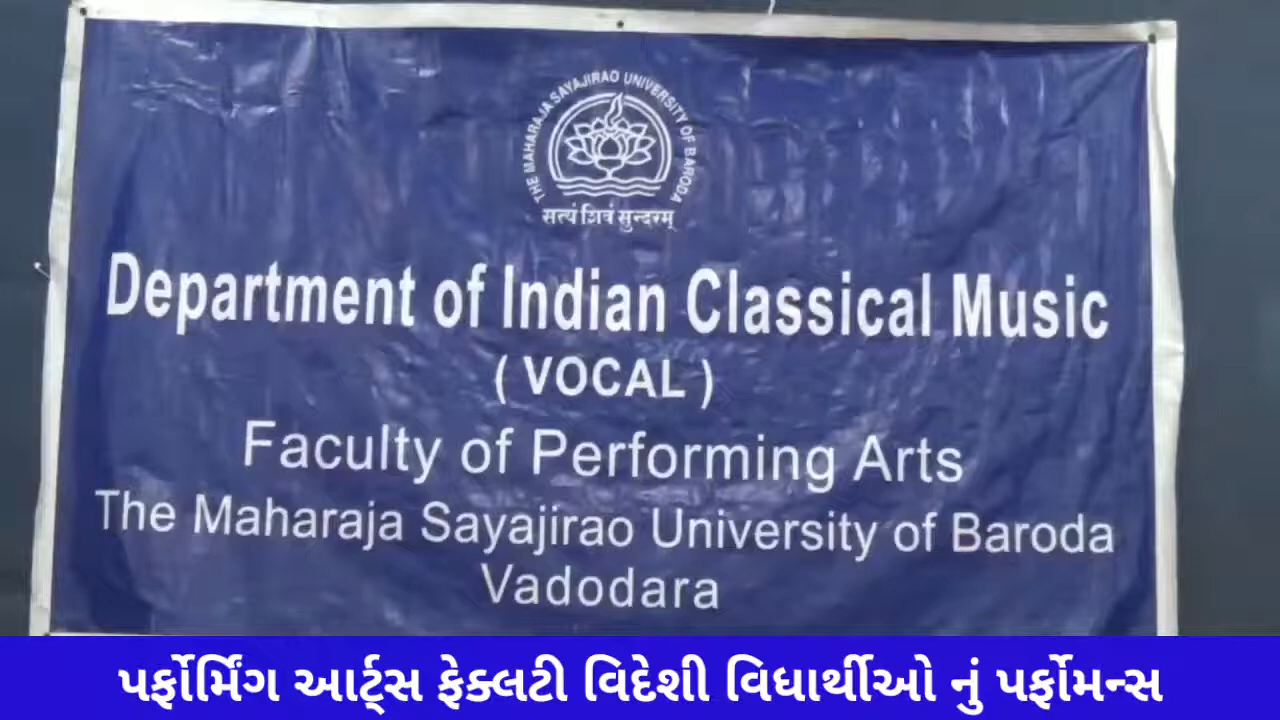 THE MAHARAJA SAYAJIRAO UNIVERSITY OF BARODA
सत्यं शिवं सुन्दरम्
Department of Indian Classical Music
( VOCAL )
Faculty of Performing Arts
The Maharaja Sayajirao University of Baroda
Vadodara
પર્ફોર્મિંગ આર્ટ્સ ફેક્લટી વિદેશી વિધાર્થીઓ નું પર્ફોમન્સ